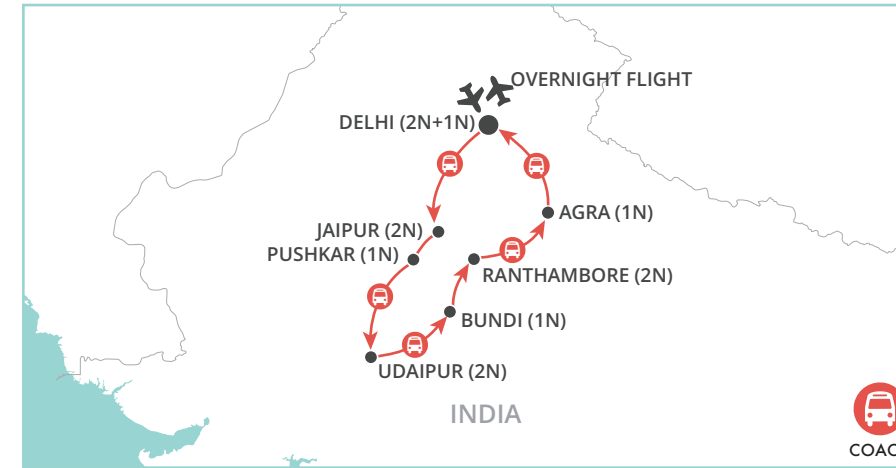 OVERNIGHT FLIGHT
DELHI (2N+1N)
JAIPUR (2N)
PUSHKAR (1N)
AGRA (1N)
RANTHAMBORE (2N)
BUNDI (1N)
UDAIPUR (2N)
INDIA